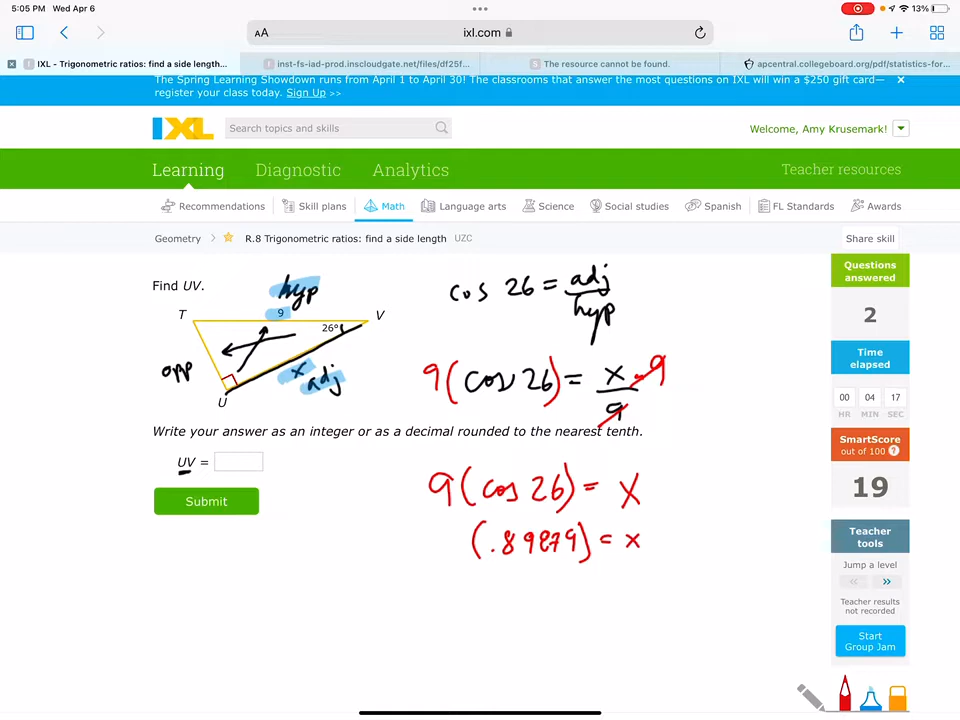 5:05 PM Wed Apr 6
13%
AA
ixl.com
IXL - Trigonometric ratios: find a side length...
inst-fs-iad-prod.inscloudgate.net/files/df25f...
S The resource cannot be found.
apcentral.collegeboard.org/pdf/statistics-for...
The Spring Learning Showdown runs from April 1 to April 30! The classrooms that answer the most questions on IXL will win a $250 gift card—
register your class today. Sign Up >>
IXL
Search topics and skills
Welcome, Amy Krusemark!
Learning
Diagnostic
Analytics
Teacher resources
Recommendations
Skill plans
Math
Language arts
Science
Social studies
Spanish
FL Standards
Awards
Geometry
R.8 Trigonometric ratios: find a side length
UZC
Share skill
Find UV.
hyp
9
T
V
26°
opp
x
adj
U
cos 26 = adj/hyp
9(cos 26) = x/9 · 9
Write your answer as an integer or as a decimal rounded to the nearest tenth.
UV =
Submit
9(cos 26) = x
(.89879) = x
Questions
answered
2
Time
elapsed
00 04 17
HR MIN SEC
SmartScore
out of 100 ?
19
Teacher
tools
Jump a level
<< >>
Teacher results
not recorded
Start
Group Jam